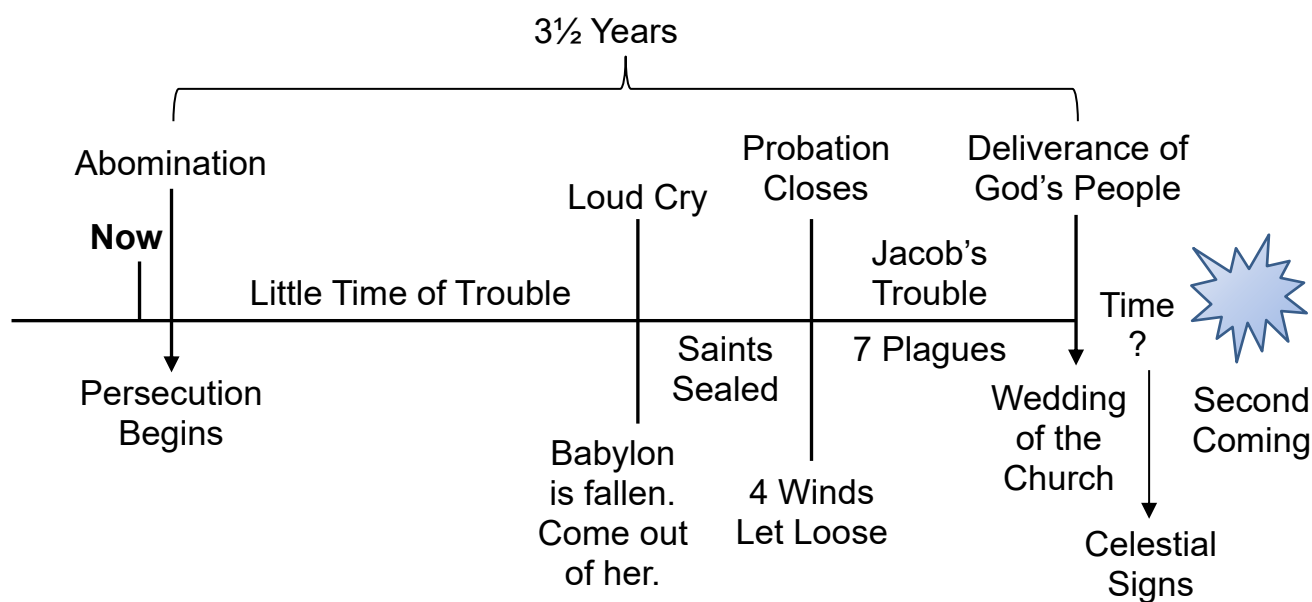 3½ Years
Abomination
Now
Persecution
Begins
Little Time of Trouble
Loud Cry
Babylon
is fallen.
Come out
of her.
Saints
Sealed
Probation
Closes
4 Winds
Let Loose
Jacob’s
Trouble
7 Plagues
Deliverance of
God’s People
Wedding
of the
Church
Time
?
Celestial
Signs
Second
Coming